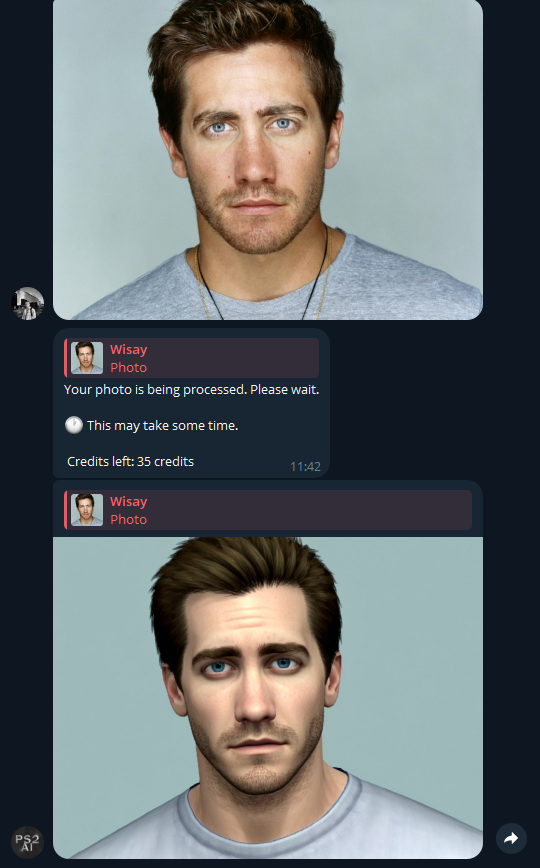 Wisay
Photo
Your photo is being processed. Please wait.
🕐 This may take some time.
Credits left: 35 credits
11:42
Wisay
Photo
PS2
AI